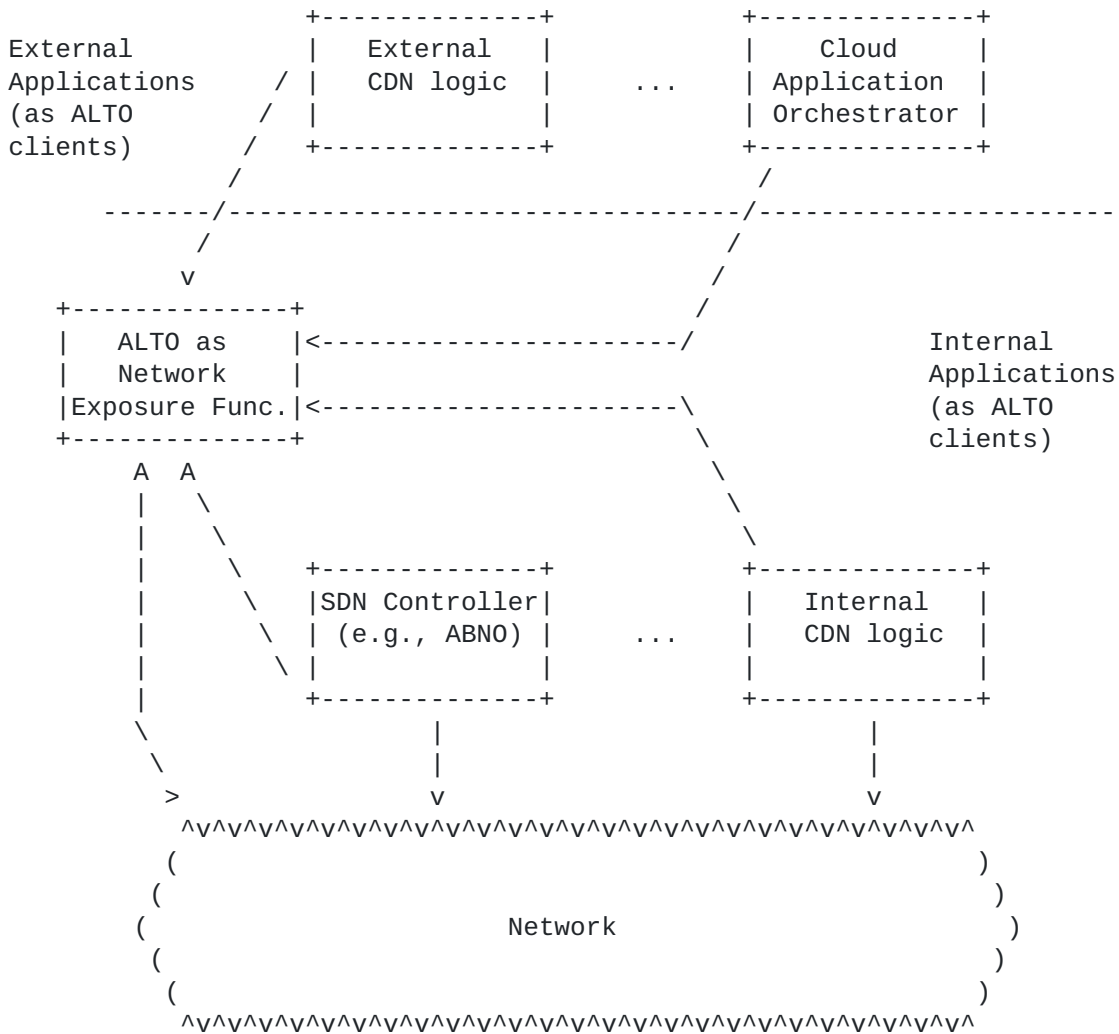 External
Applications
(as ALTO
clients)
External
CDN logic
...
Cloud
Application
Orchestrator
ALTO as
Network
Exposure Func.
Internal
Applications
(as ALTO
clients)
SDN Controller
(e.g., ABNO)
...
Internal
CDN logic
Network